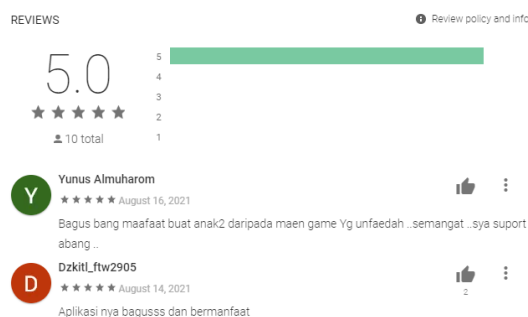 REVIEWS
Review policy and info
5.0
5
4
3
2
1
10 total
Y
Yunus Almuharom
August 16, 2021
Bagus bang maafaat buat anak2 daripada maen game Yg unfaedah ..semangat ..sya suport
abang ..
D
Dzkitl_ftw2905
August 14, 2021
2
Aplikasi nya bagusss dan bermanfaat